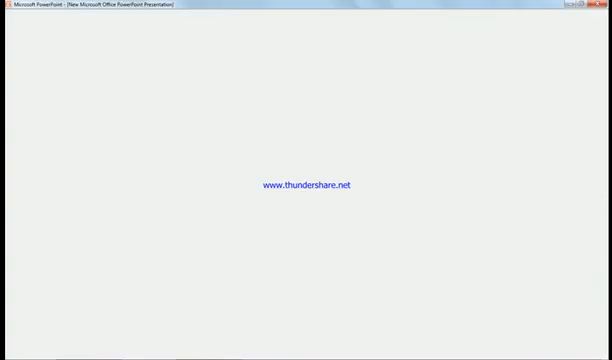 Microsoft PowerPoint - [New Microsoft Office PowerPoint Presentation]
www.thundershare.net